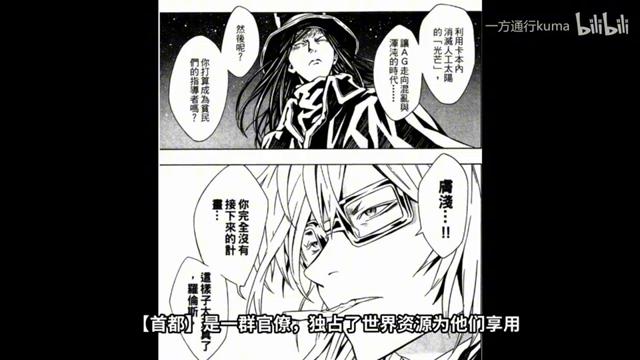 一方通行kuma bilibili
利用卡本內
消滅人工太陽
的「光芒」,
讓AG走向混亂與
渾沌的時代……
然後呢?
你打算成為貧民
們的指導者嗎?
膚淺…!!
你完全沒有
接下來的計
畫…
這樣子太
真了
,羅倫斯
【首都】是一群官僚，独占了世界资源为他们享用